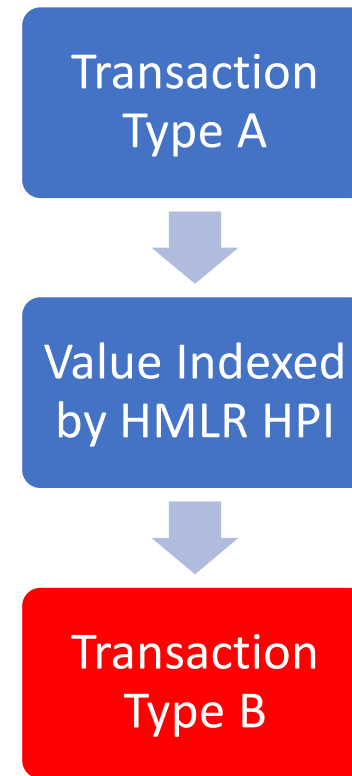 Transaction
Type A
Value Indexed
by HMLR HPI
Transaction
Type B